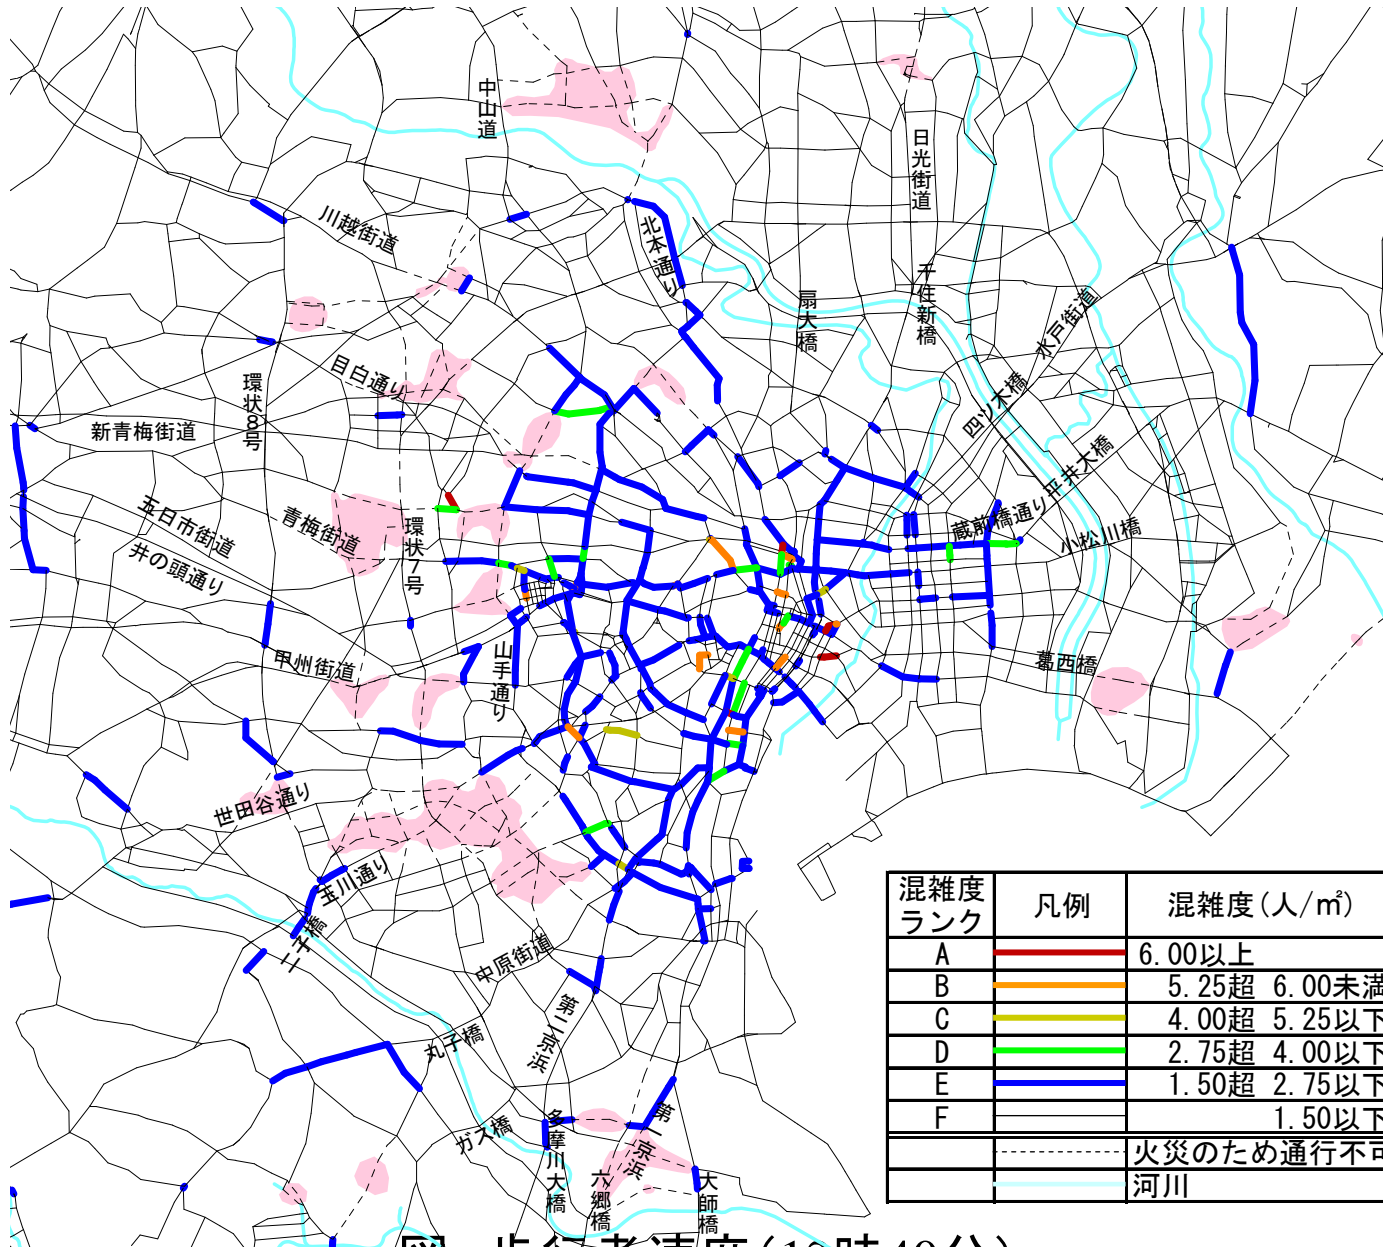 中山道
日光街道
川越街道
北本通り
千住新橋
扇大橋
水戸街道
目白通り
環状8号
四ツ木橋
新青梅街道
平井大橋
五日市街道
青梅街道
環状7号
蔵前橋通り
小松川橋
井の頭通り
甲州街道
山手通り
葛西橋
世田谷通り
玉川通り
二子橋
中原街道
第二京浜
丸子橋
ガス橋
多摩川大橋
第一京浜
六郷橋
大師橋
混雑度ランク 凡例 混雑度(人/㎡)
A 6.00以上
B 5.25超 6.00未満
C 4.00超 5.25以下
D 2.75超 4.00以下
E 1.50超 2.75以下
F 1.50以下
火災のため通行不可
河川